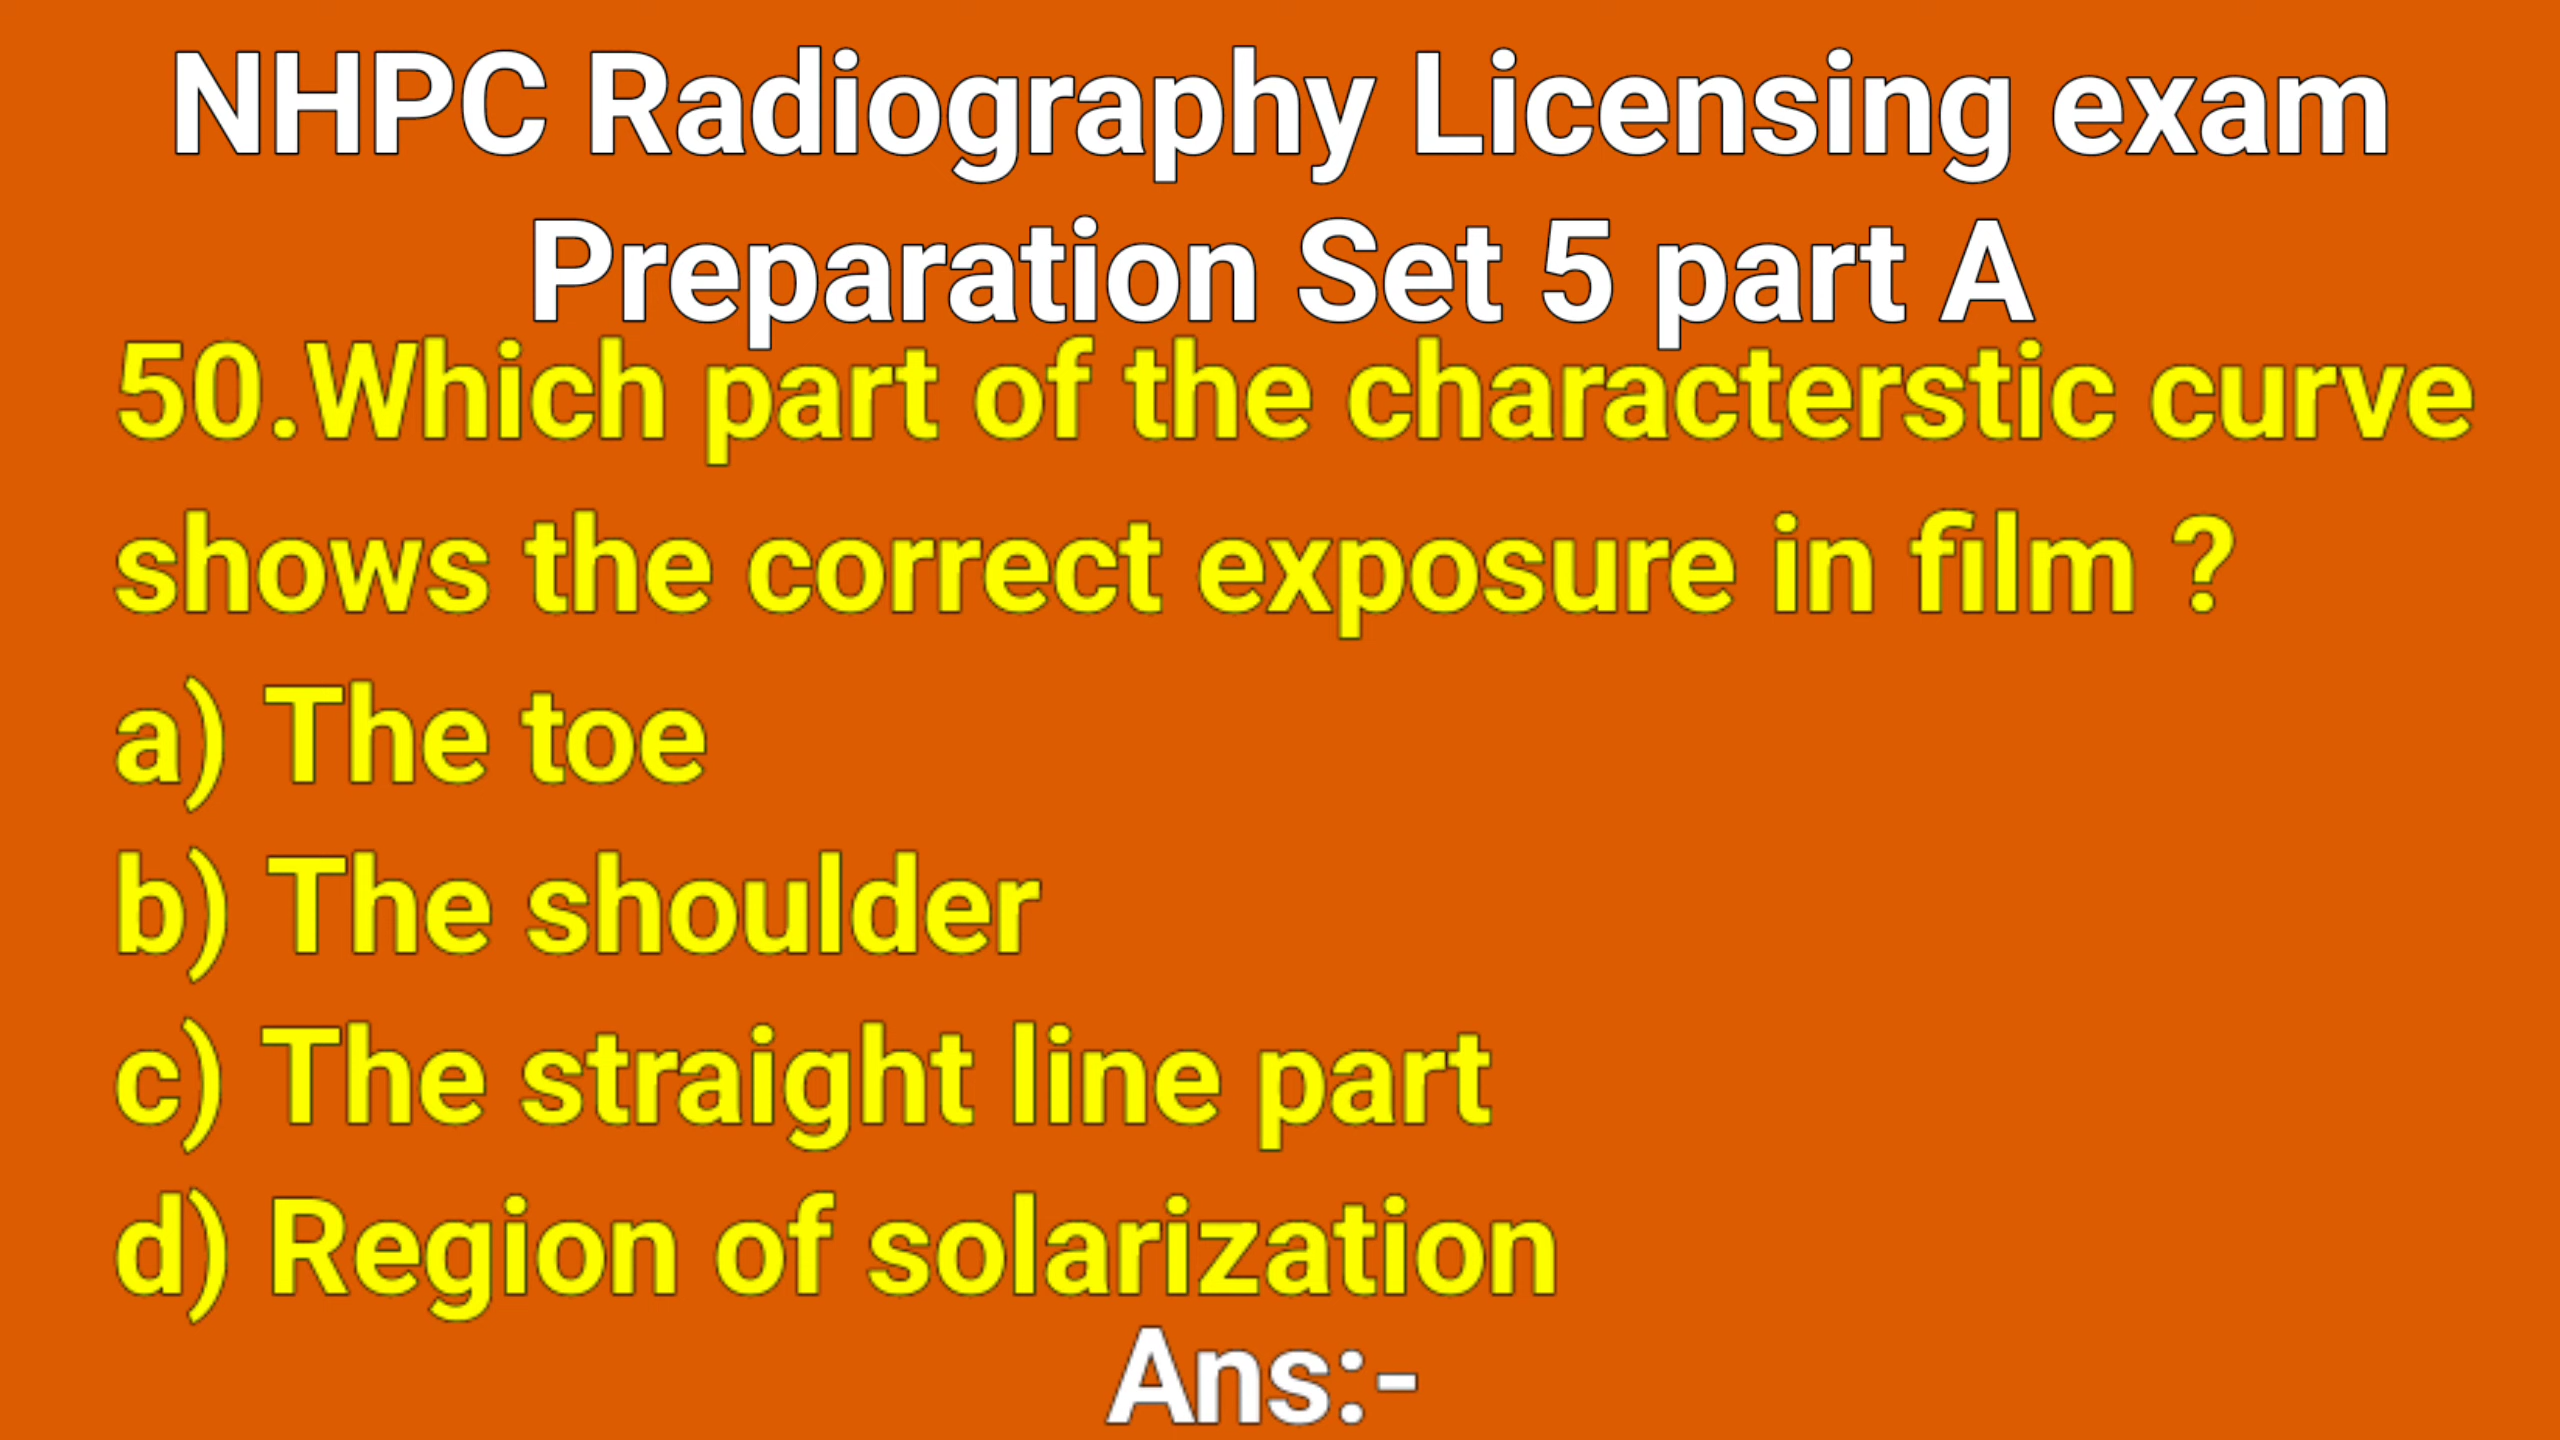 NHPC Radiography Licensing exam
Preparation Set 5 part A
50.Which part of the characterstic curve
shows the correct exposure in film ?
a) The toe
b) The shoulder
c) The straight line part
d) Region of solarization
Ans:-